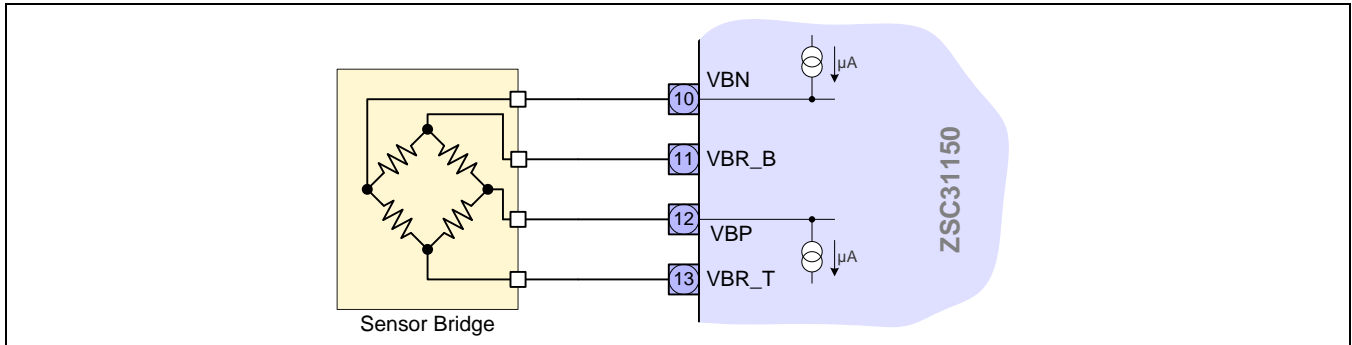 VBN
µA
10
11
VBR_B
12
VBP
µA
13
VBR_T
ZSC31150
Sensor Bridge